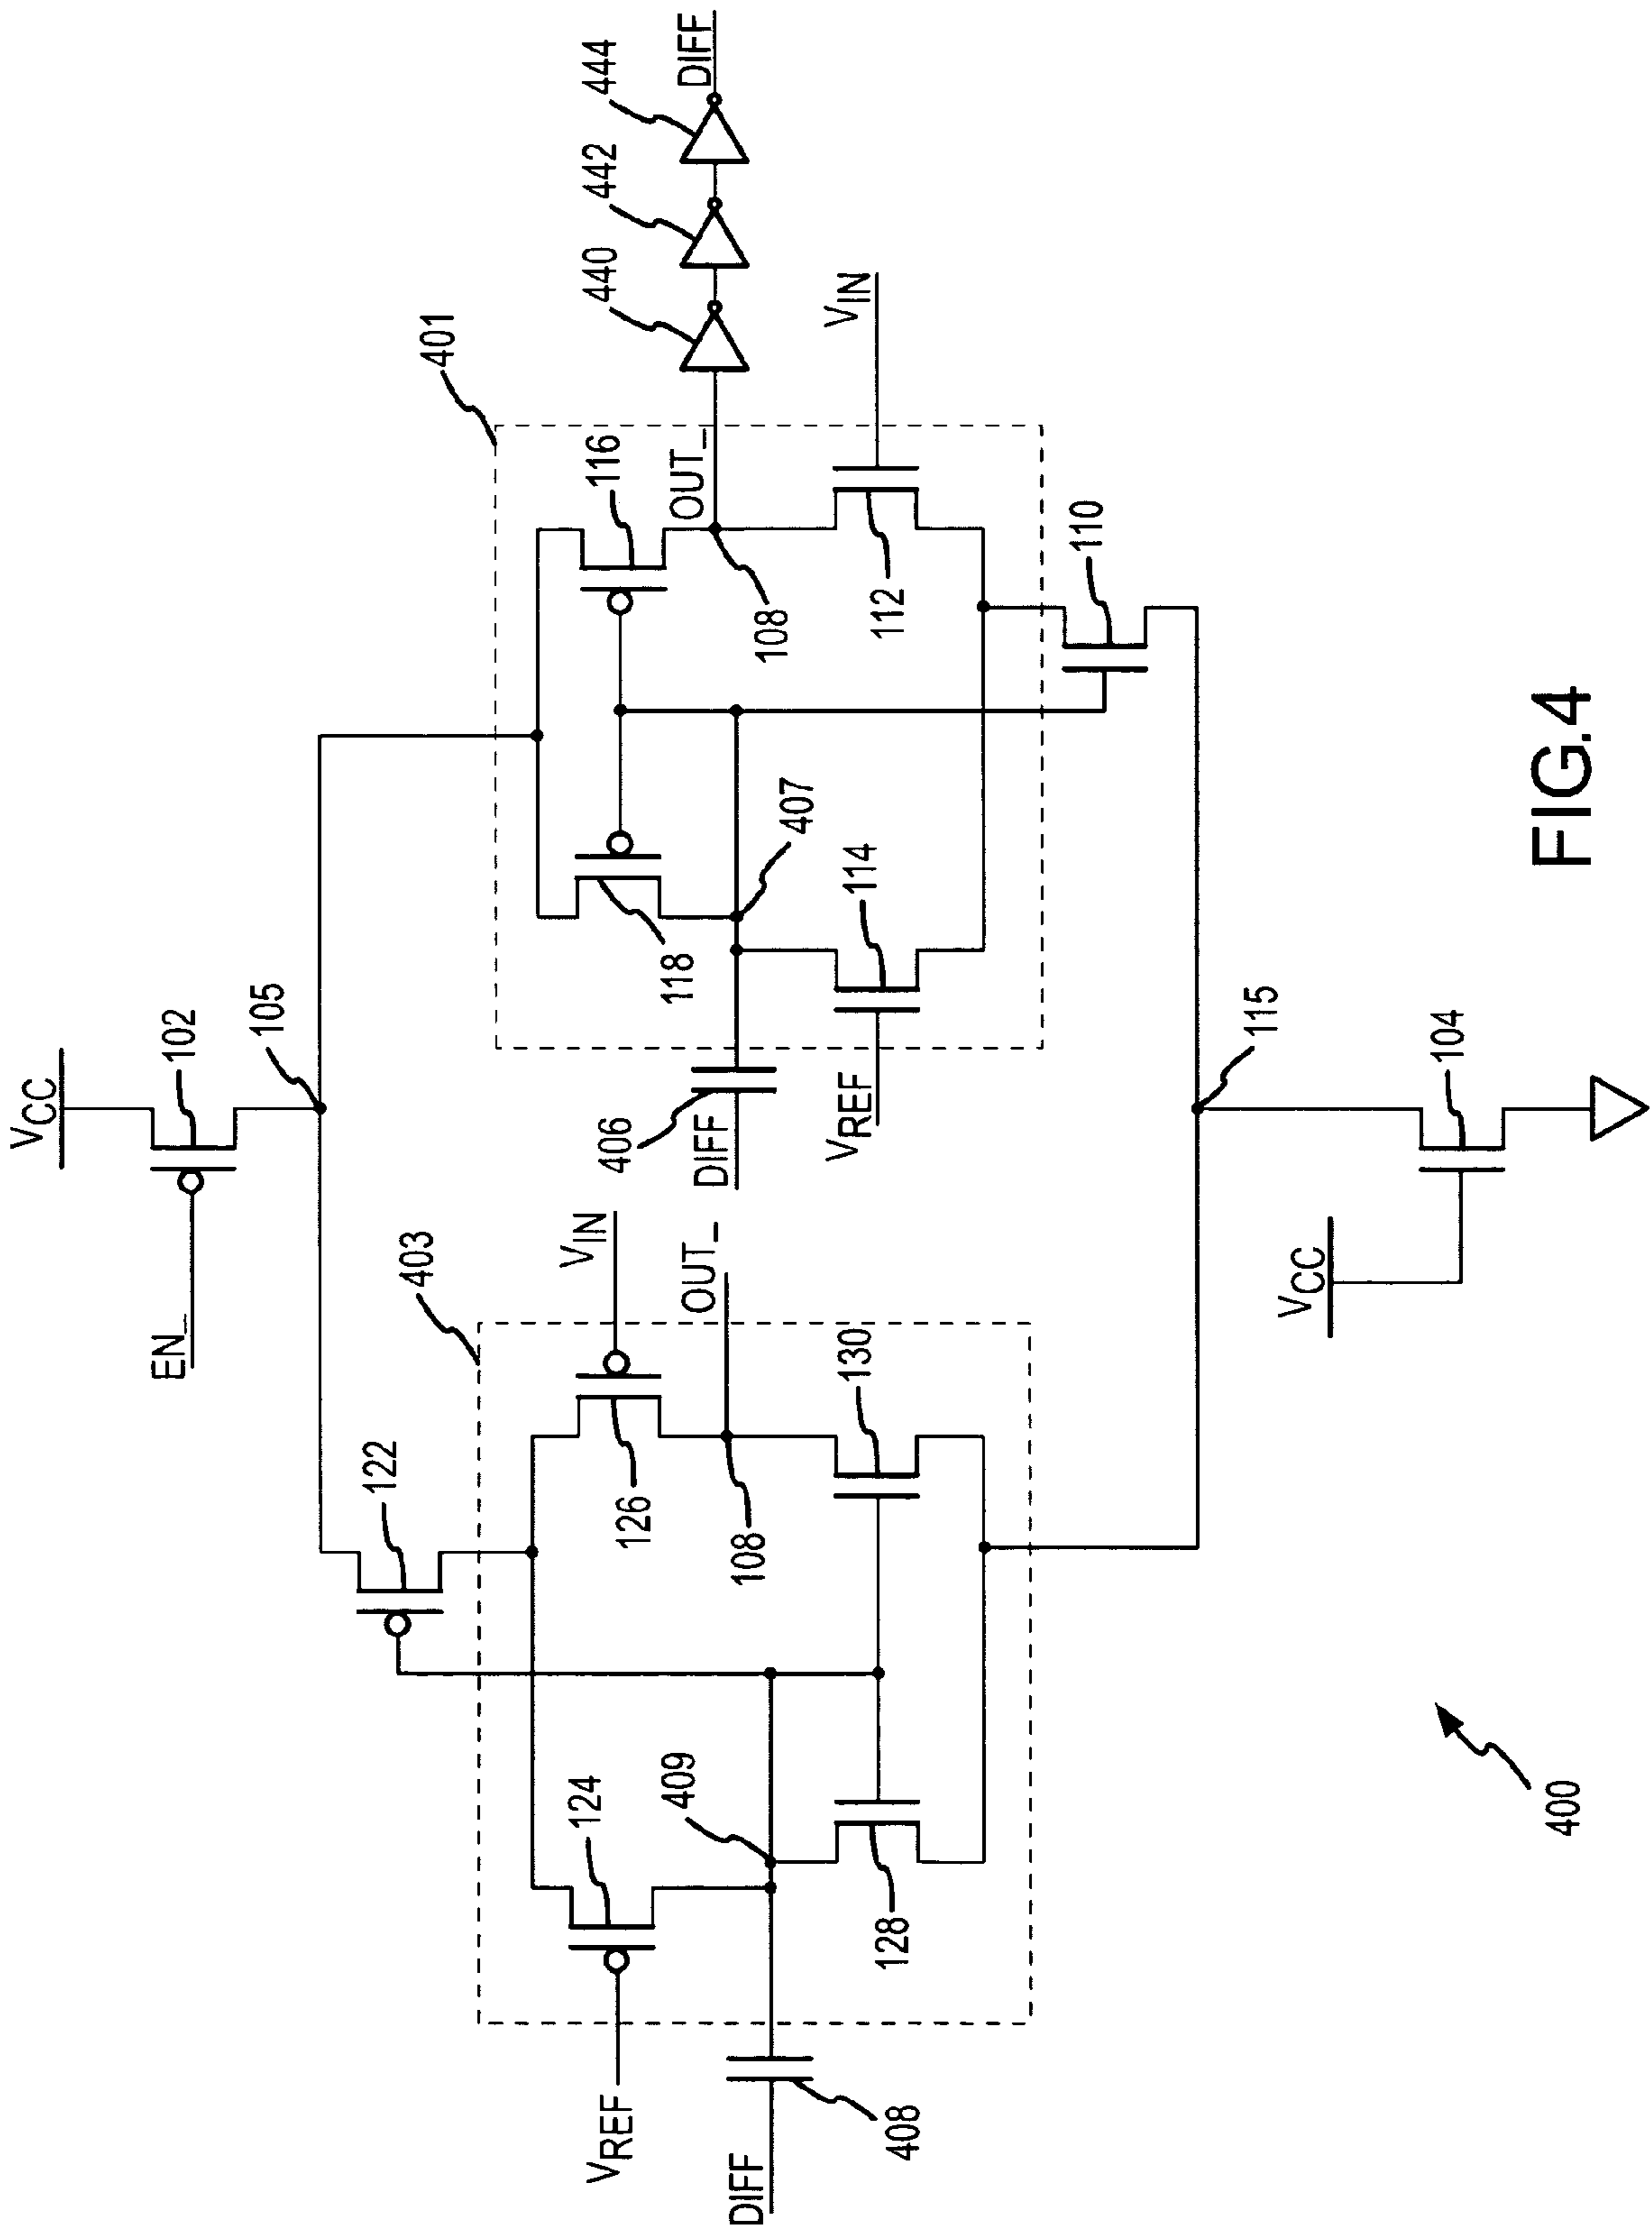 VCC
102
105
EN_
122
403
VIN
OUT_
124
126
409
108
130
128
VREF
DIFF
408
401
116
OUT_
118
108
407
114
112
110
406
DIFF
VREF
VIN
440
442
444
DIFF
115
104
VCC
400
FIG.4